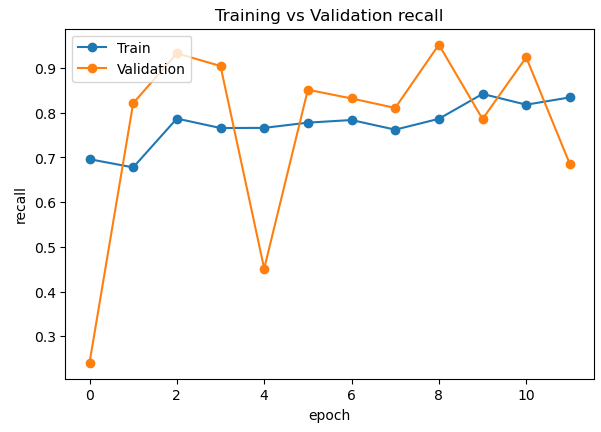 Training vs Validation recall
Train
Validation
recall
0.9
0.8
0.7
0.6
0.5
0.4
0.3
0 2 4 6 8 10
epoch